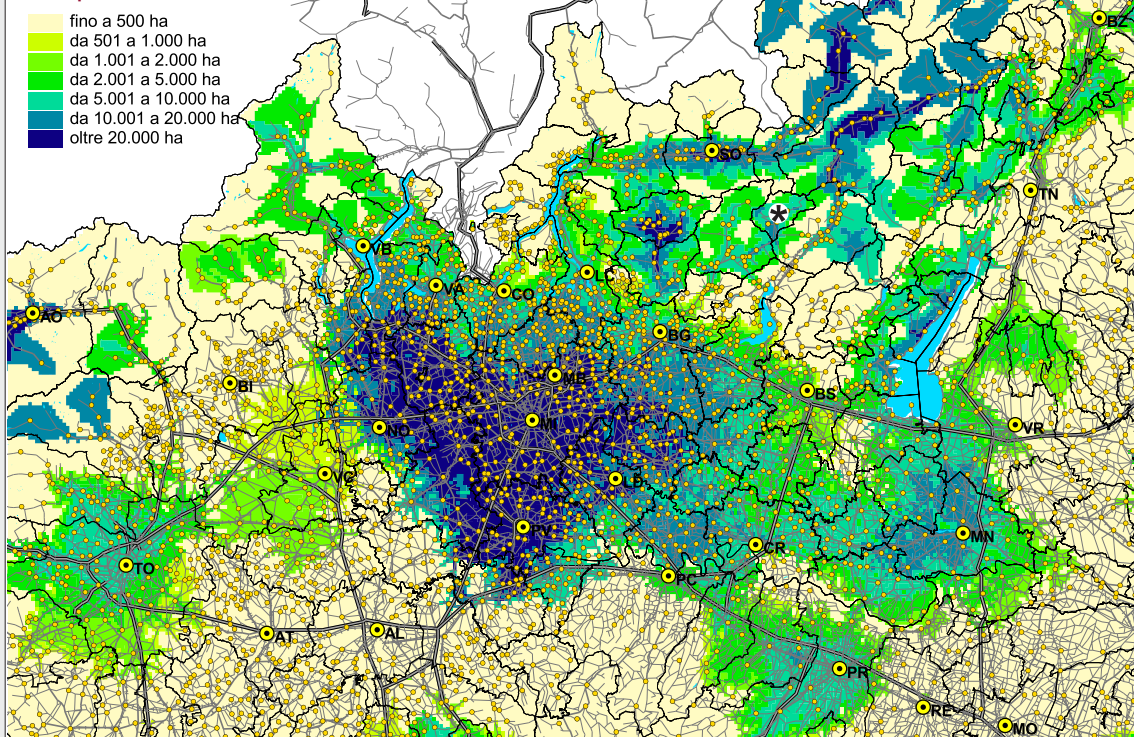 fino a 500 ha
da 501 a 1.000 ha
da 1.001 a 2.000 ha
da 2.001 a 5.000 ha
da 5.001 a 10.000 ha
da 10.001 a 20.000 ha
oltre 20.000 ha
BZ
SO
TN
*
VB
VA
CO
LC
AO
BG
BI
MB
BS
NO
MI
VR
VC
LO
PV
MN
TO
CR
PC
AT
AL
PR
RE
MO